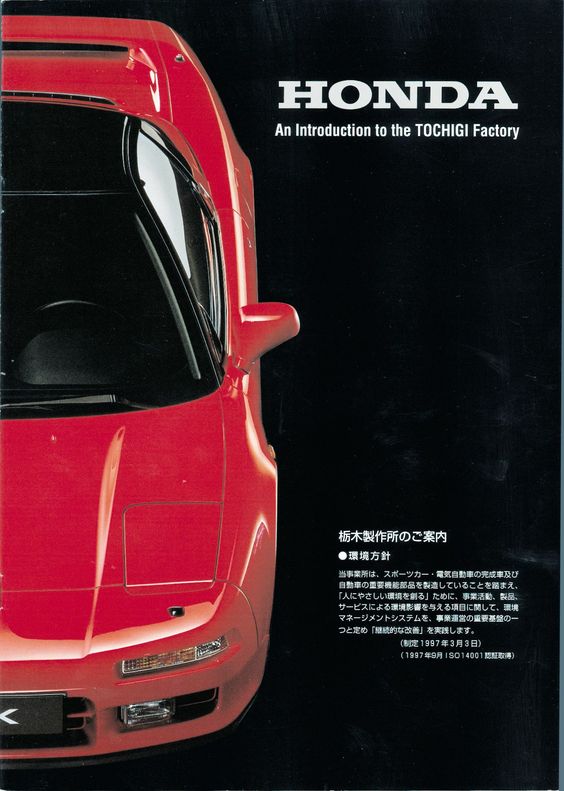 HONDA
An Introduction to the TOCHIGI Factory
栃木製作所のご案内
●環境方針
当事業所は、スポーツカー・電気自動車の完成車及び
自動車の重要機能部品を製造していることを踏まえ、
「人にやさしい環境を創る」ために、事業活動、製品、
サービスによる環境影響を与える項目に関して、環境
マネージメントシステムを、事業運営の重要基盤の一
つと定め「継続的な改善」を実践します。
(制定1997年3月3日)
(1997年9月ISO14001認証取得)